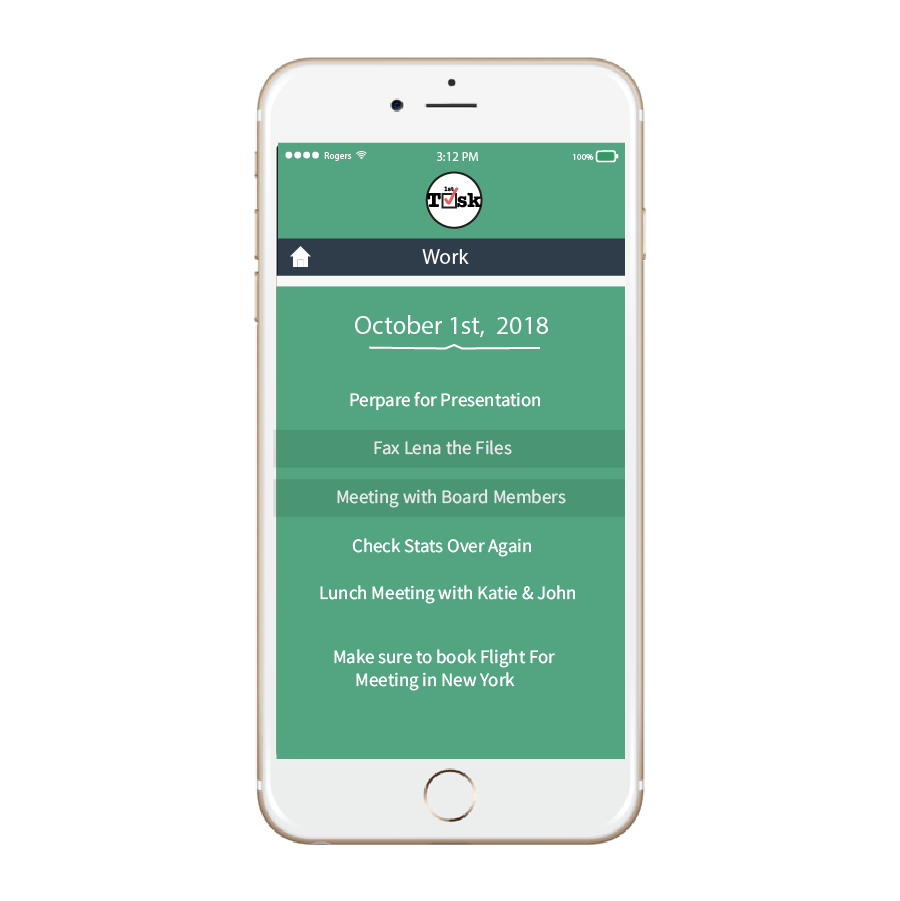 Rogers 3:12 PM 100%
1st
Task
Work
October 1st, 2018
Perpare for Presentation
Fax Lena the Files
Meeting with Board Members
Check Stats Over Again
Lunch Meeting with Katie & John
Make sure to book Flight For
Meeting in New York